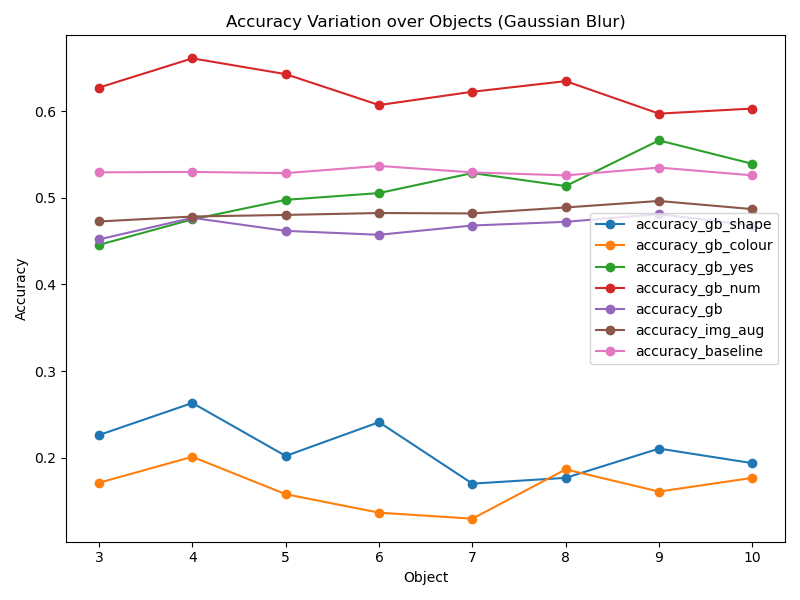 Accuracy Variation over Objects (Gaussian Blur)
0.6
0.5
0.4
0.3
0.2
Accuracy
accuracy_gb_shape
accuracy_gb_colour
accuracy_gb_yes
accuracy_gb_num
accuracy_gb
accuracy_img_aug
accuracy_baseline
3 4 5 6 7 8 9 10
Object